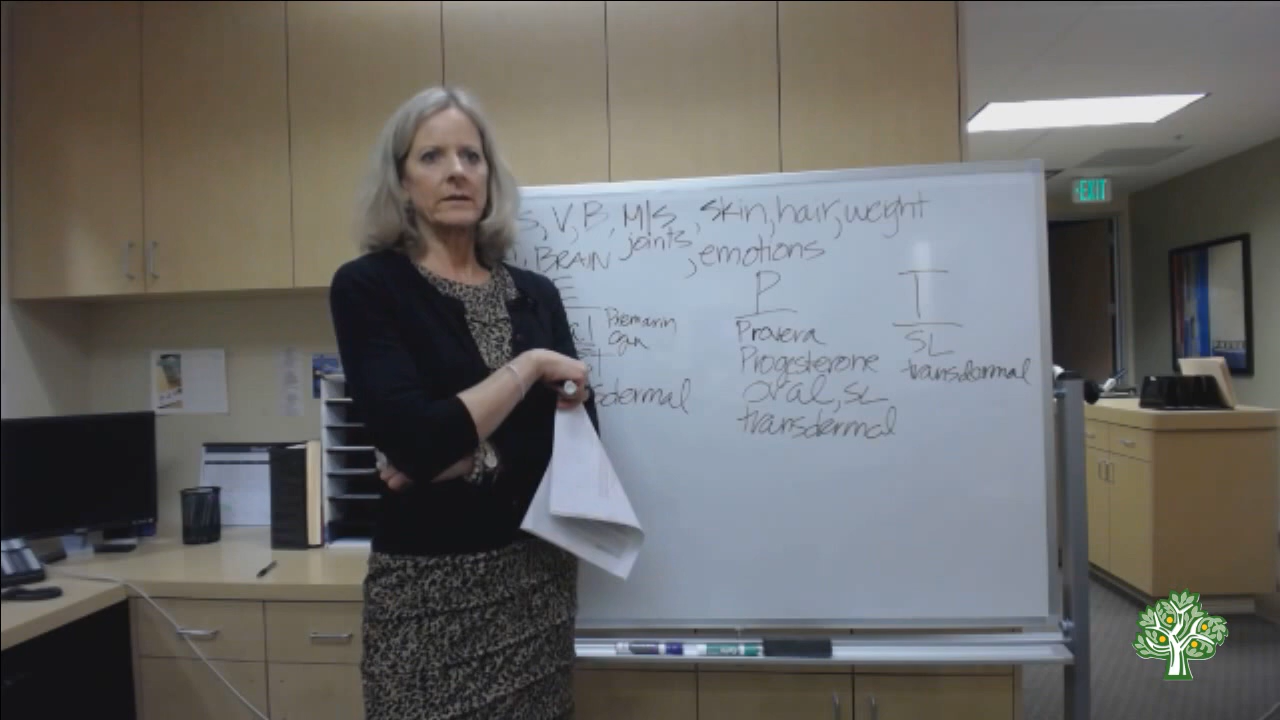 S, V, B, M/S, skin, hair, weight
, BRAIN joints, emotions
E P T
Premarin
Provera
SL
Progesterone
transdermal
oral, SL
transdermal
EXIT